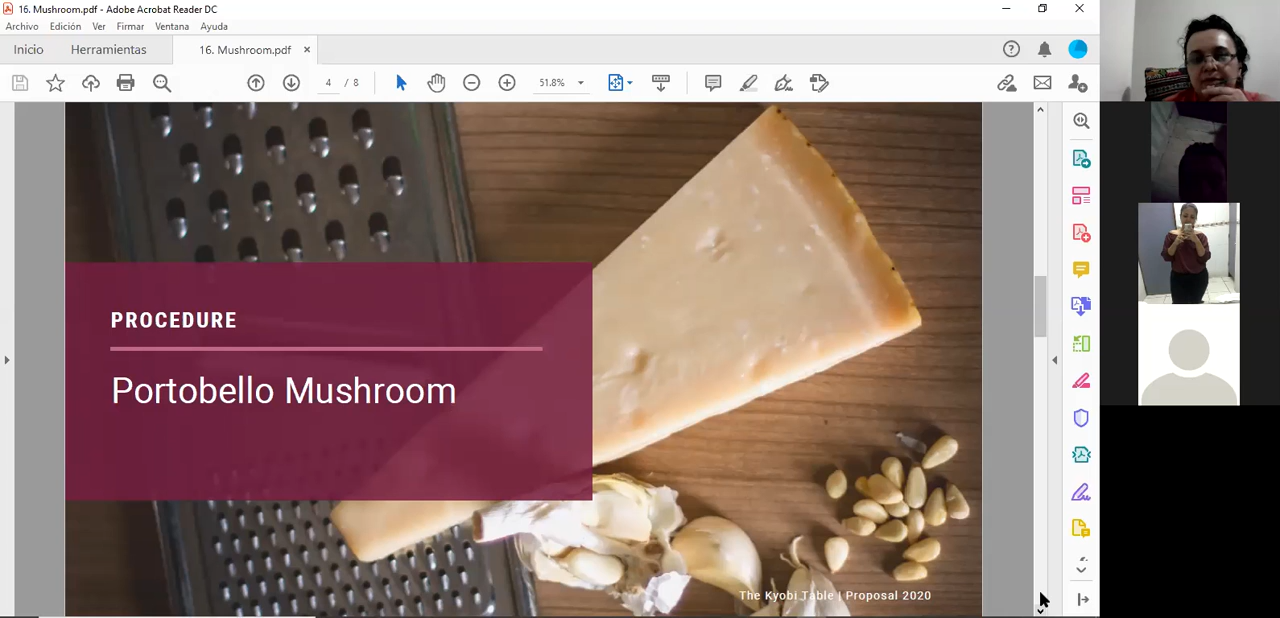 16. Mushroom.pdf - Adobe Acrobat Reader DC
Archivo Edición Ver Firmar Ventana Ayuda
Inicio Herramientas 16. Mushroom.pdf
4 / 8 51.8%
PROCEDURE
Portobello Mushroom
The Kyobi Table | Proposal 2020